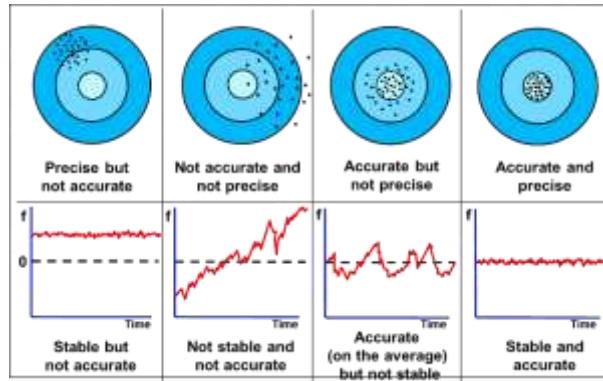 Precise but
not accurate
Not accurate and
not precise
Accurate but
not precise
Accurate and
precise
f
0
Time
Stable but
not accurate
f
Time
Not stable and
not accurate
f
Time
Accurate
(on the average)
but not stable
f
Time
Stable and
accurate